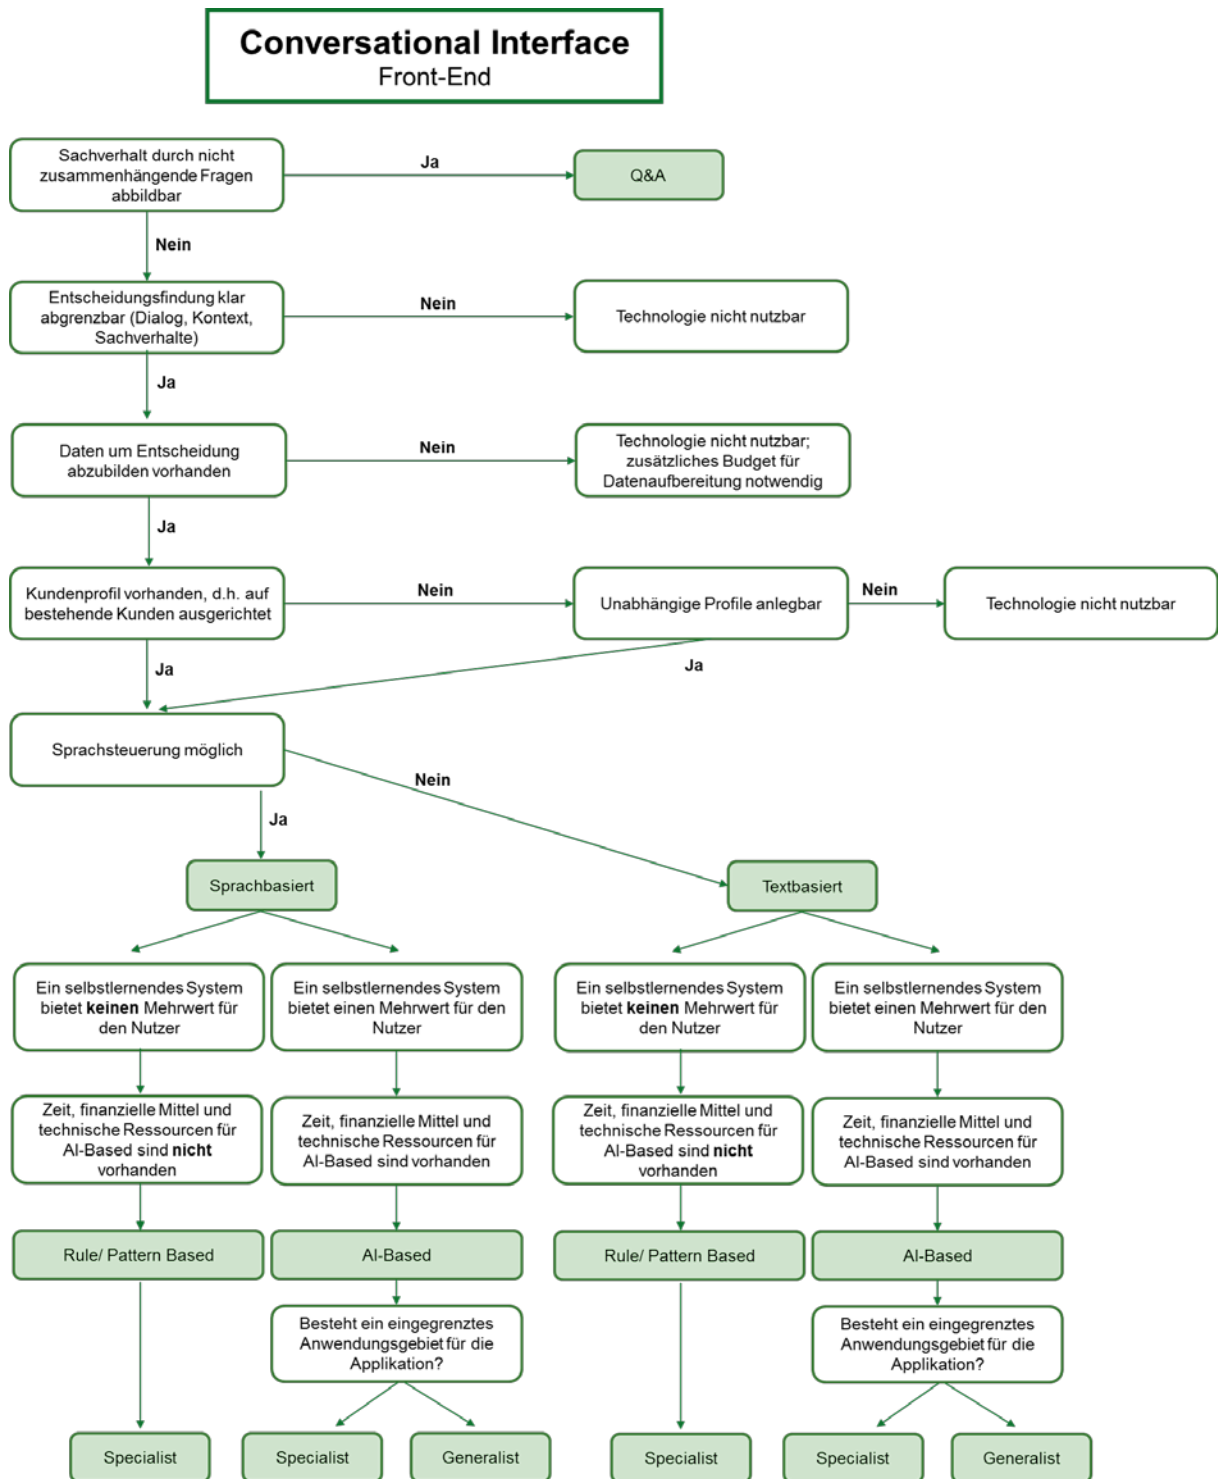 Conversational Interface
Front-End
Sachverhalt durch nicht
zusammenhängende Fragen
abbildbar
Ja
Q&A
Nein
Entscheidungsfindung klar
abgrenzbar (Dialog, Kontext,
Sachverhalte)
Nein
Technologie nicht nutzbar
Ja
Daten um Entscheidung
abzubilden vorhanden
Nein
Technologie nicht nutzbar;
zusätzliches Budget für
Datenaufbereitung notwendig
Ja
Kundenprofil vorhanden, d.h. auf
bestehende Kunden ausgerichtet
Nein
Unabhängige Profile anlegbar
Nein
Technologie nicht nutzbar
Ja
Ja
Sprachsteuerung möglich
Nein
Ja
Sprachbasiert
Textbasiert
Ein selbstlernendes System
bietet keinen Mehrwert für
den Nutzer
Ein selbstlernendes System
bietet einen Mehrwert für den
Nutzer
Ein selbstlernendes System
bietet keinen Mehrwert für
den Nutzer
Ein selbstlernendes System
bietet einen Mehrwert für den
Nutzer
Zeit, finanzielle Mittel und
technische Ressourcen für
AI-Based sind nicht
vorhanden
Zeit, finanzielle Mittel und
technische Ressourcen für
AI-Based sind vorhanden
Zeit, finanzielle Mittel und
technische Ressourcen für
AI-Based sind nicht
vorhanden
Zeit, finanzielle Mittel und
technische Ressourcen für
AI-Based sind vorhanden
Rule/ Pattern Based
AI-Based
Rule/ Pattern Based
AI-Based
Besteht ein eingegrenztes
Anwendungsgebiet für die
Applikation?
Besteht ein eingegrenztes
Anwendungsgebiet für die
Applikation?
Specialist
Specialist
Generalist
Specialist
Specialist
Generalist